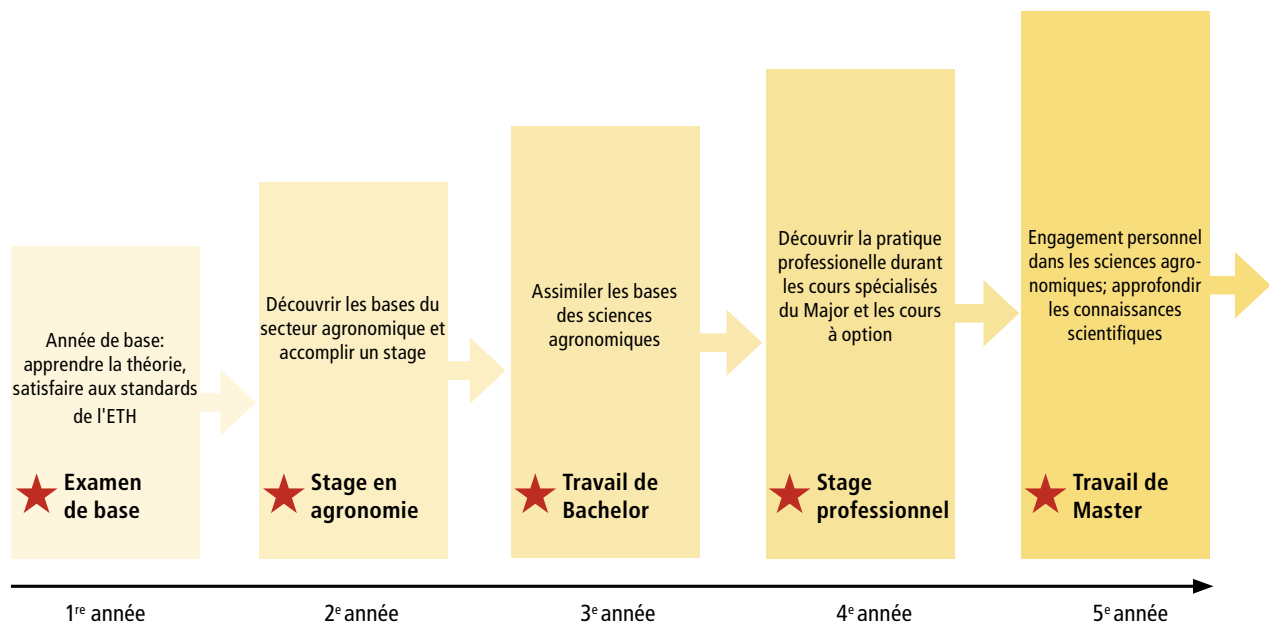 Année de base:
apprendre la théorie,
satisfaire aux standards
de l'ETH
Examen
de base
Découvrir les bases du
secteur agronomique et
accomplir un stage
Stage en
agronomie
Assimiler les bases
des sciences
agronomiques
Travail de
Bachelor
Découvrir la pratique
professionelle durant
les cours spécialisés
du Major et les cours
à option
Stage
professionnel
Engagement personnel
dans les sciences agro-
nomiques; approfondir
les connaissances
scientifiques
Travail de
Master
1re année
2e année
3e année
4e année
5e année